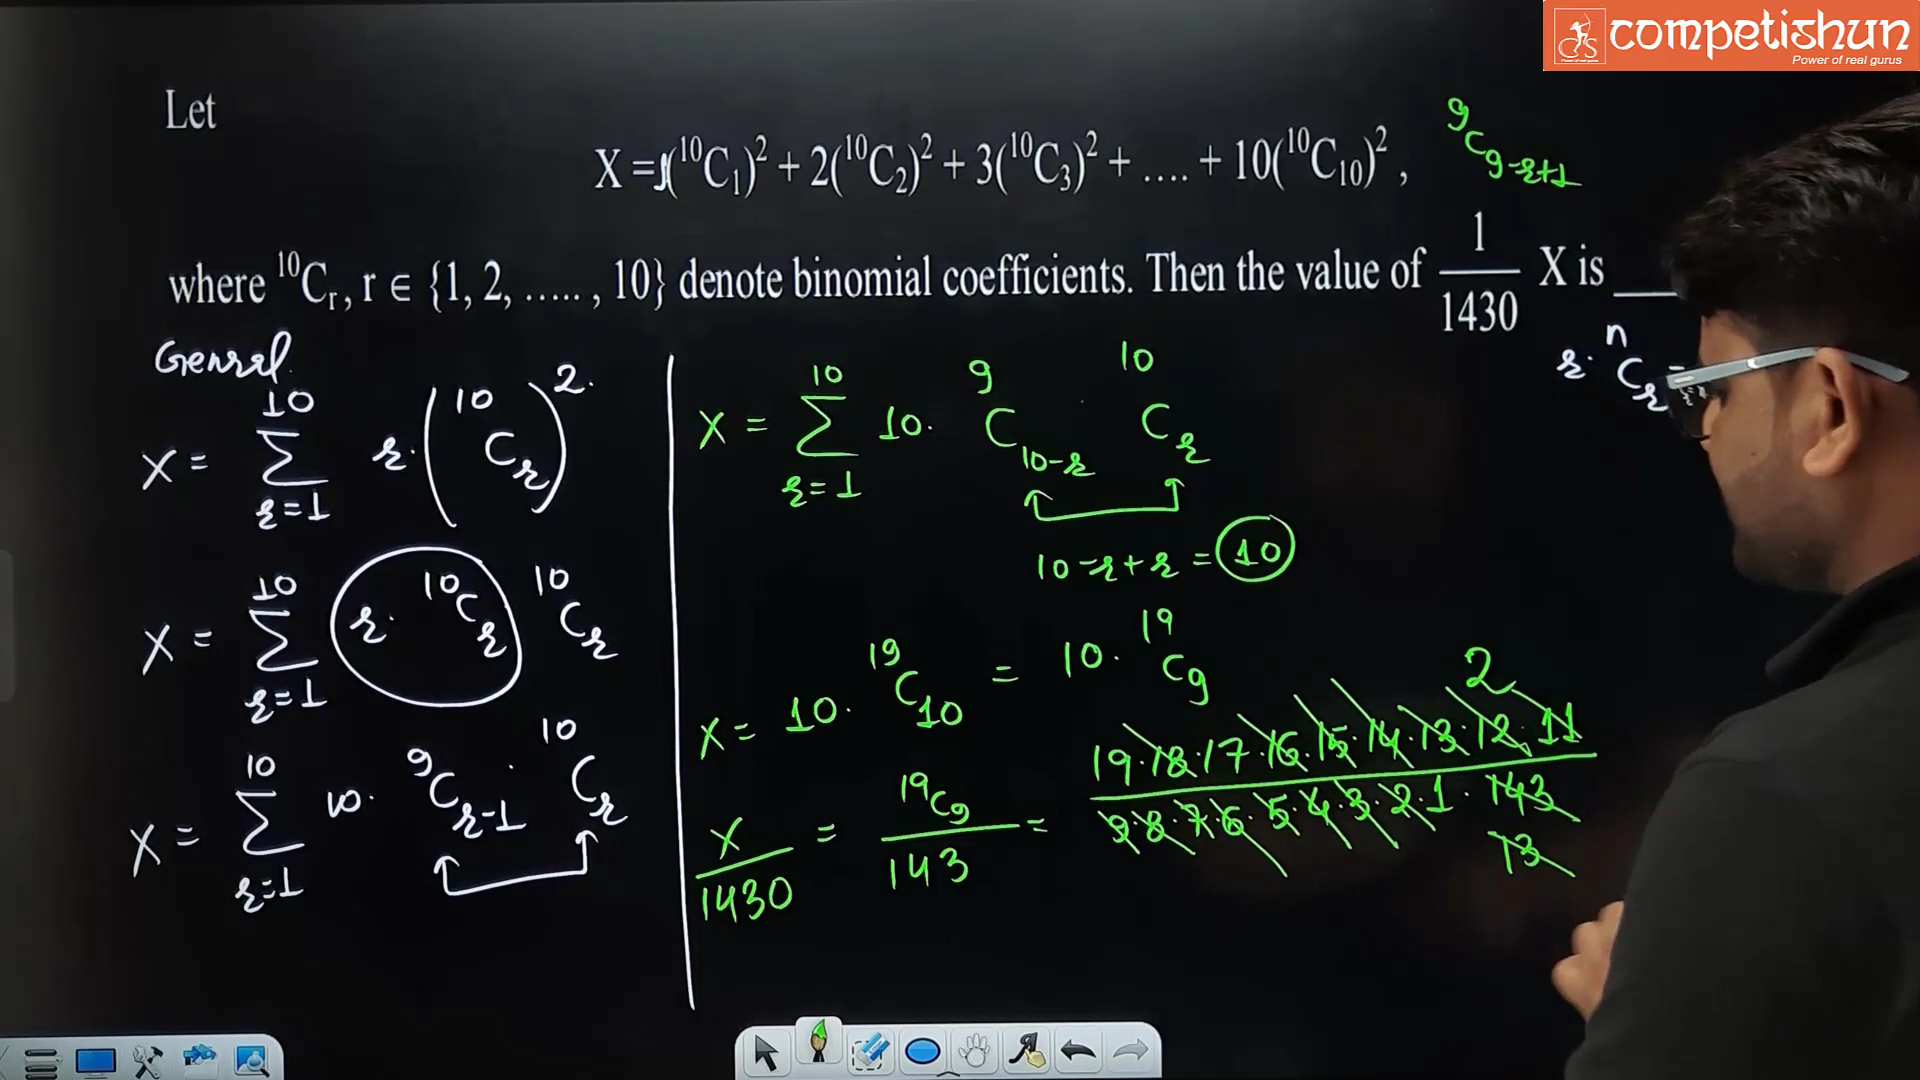 competishun
Power of real gurus
Let
X = 1(¹⁰C₁)² + 2(¹⁰C₂)² + 3(¹⁰C₃)² + .... + 10(¹⁰C₁₀)² ,
⁹C₉₋ᵣ₊₁
where ¹⁰Cᵣ, r ∈ {1, 2, ….. , 10} denote binomial coefficients. Then the value of 1/1430 X is ____
r. ⁿCᵣ =
X = Σ_{r=1}^{10} r. (¹⁰Cᵣ)².
X = Σ_{r=1}^{10} r. ¹⁰Cᵣ ¹⁰Cᵣ
X = Σ_{r=1}^{10} 10. ⁹Cᵣ₋₁ . ¹⁰Cᵣ
X = Σ_{r=1}^{10} 10. ⁹C₁₀₋ᵣ . ¹⁰Cᵣ
10-r+r = 10
X = 10. ¹⁹C₁₀ = 10. ¹⁹C₉
X/1430 = ¹⁹C₉/143 = 19.18.17.16.15.14.13.12.11/9.8.7.6.5.4.3.2.1.143
2
13